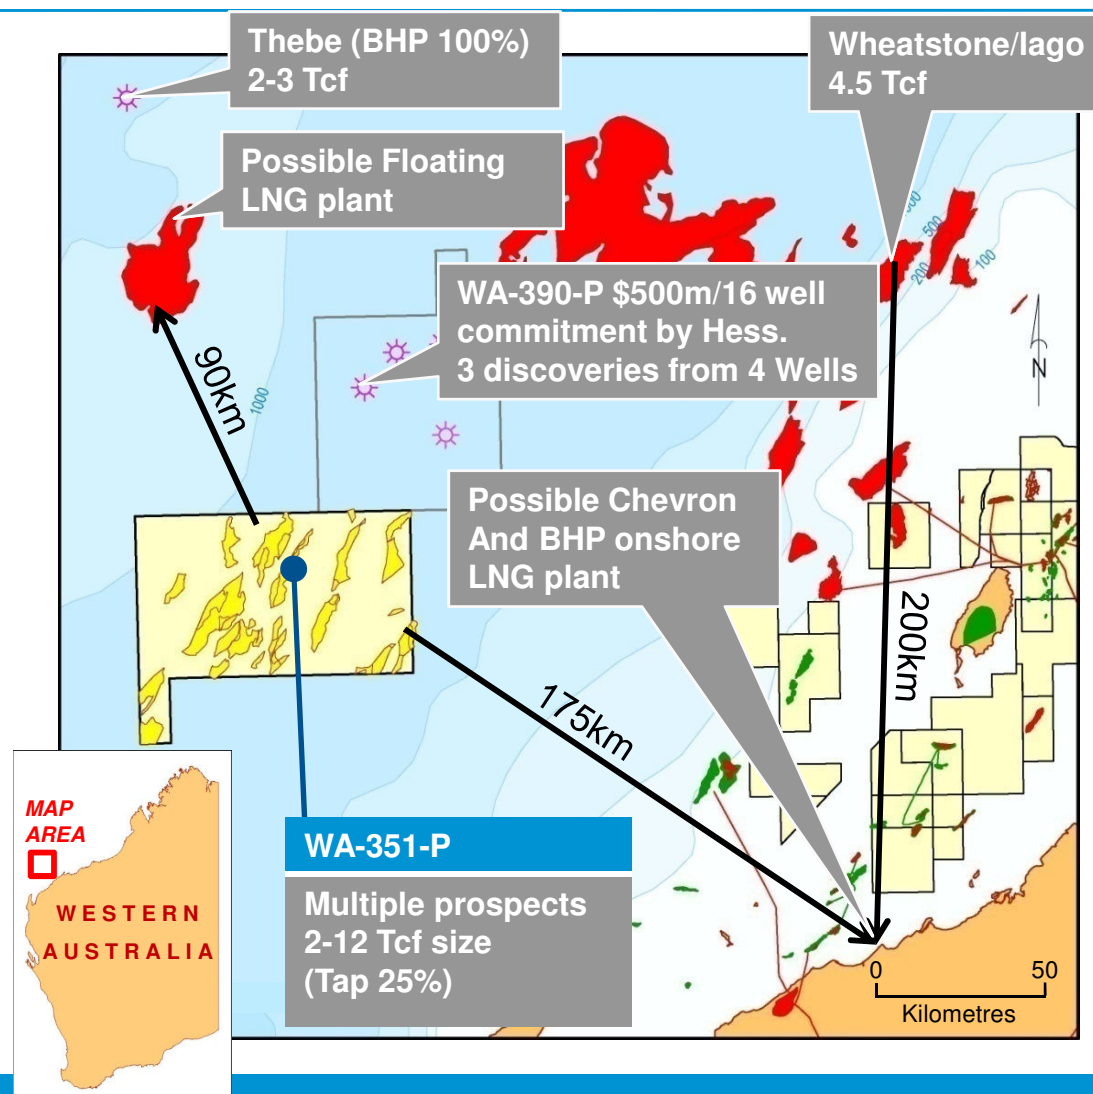 Thebe (BHP 100%)
2-3 Tcf
Wheatstone/Iago
4.5 Tcf
Possible Floating
LNG plant
500
200
100
WA-390-P $500m/16 well
commitment by Hess.
3 discoveries from 4 Wells
N
90km
1000
Possible Chevron
And BHP onshore
LNG plant
200km
175km
MAP
AREA
WESTERN
AUSTRALIA
WA-351-P
Multiple prospects
2-12 Tcf size
(Tap 25%)
0 50
Kilometres